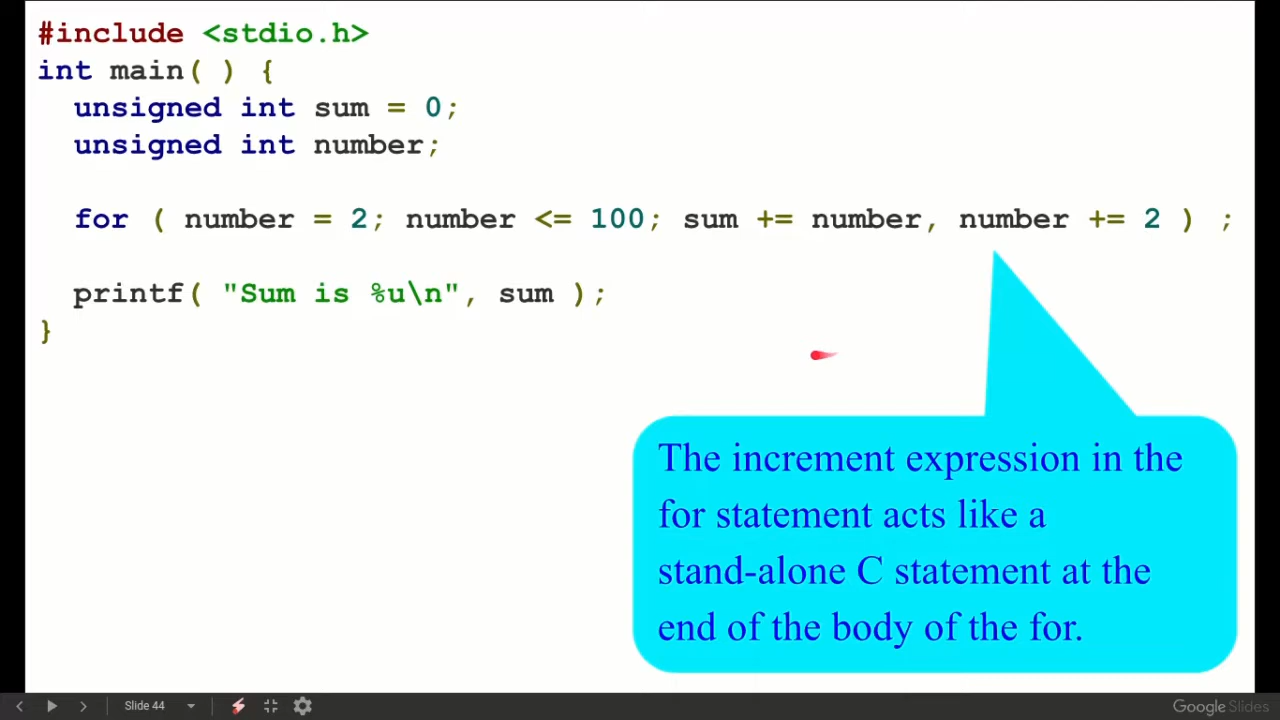 #include <stdio.h>
int main( ) {
unsigned int sum = 0;
unsigned int number;
for ( number = 2; number <= 100; sum += number, number += 2 ) ;
printf( "Sum is %u\n", sum );
}
The increment expression in the
for statement acts like a
stand-alone C statement at the
end of the body of the for.
Slide 44
Google Slides